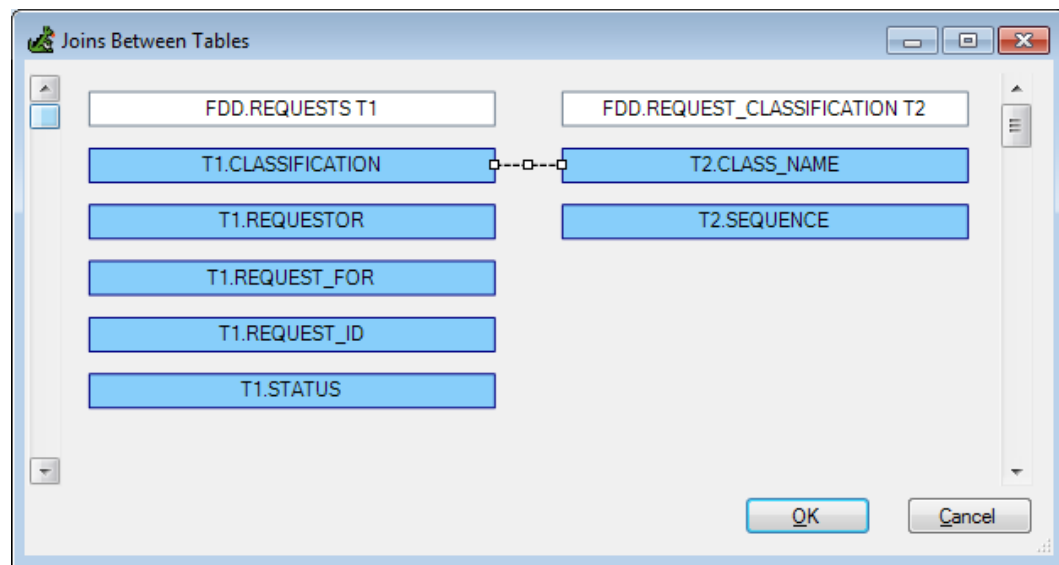 Joins Between Tables
FDD.REQUESTS T1
FDD.REQUEST_CLASSIFICATION T2
T1.CLASSIFICATION
T2.CLASS_NAME
T1.REQUESTOR
T2.SEQUENCE
T1.REQUEST_FOR
T1.REQUEST_ID
T1.STATUS
OK
Cancel